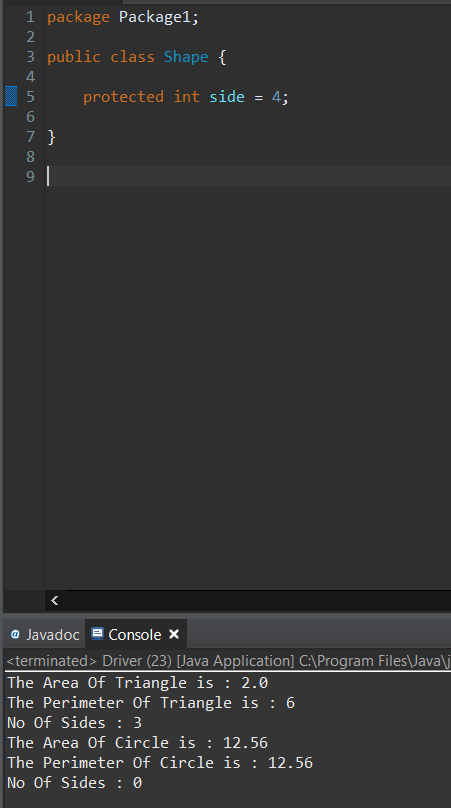 1 package Package1;
2
3 public class Shape {
4
5     protected int side = 4;
6
7 }
8
9
<
@ Javadoc Console ×
<terminated> Driver (23) [Java Application] C:\Program Files\Java\j
The Area Of Triangle is : 2.0
The Perimeter Of Triangle is : 6
No Of Sides : 3
The Area Of Circle is : 12.56
The Perimeter Of Circle is : 12.56
No Of Sides : 0